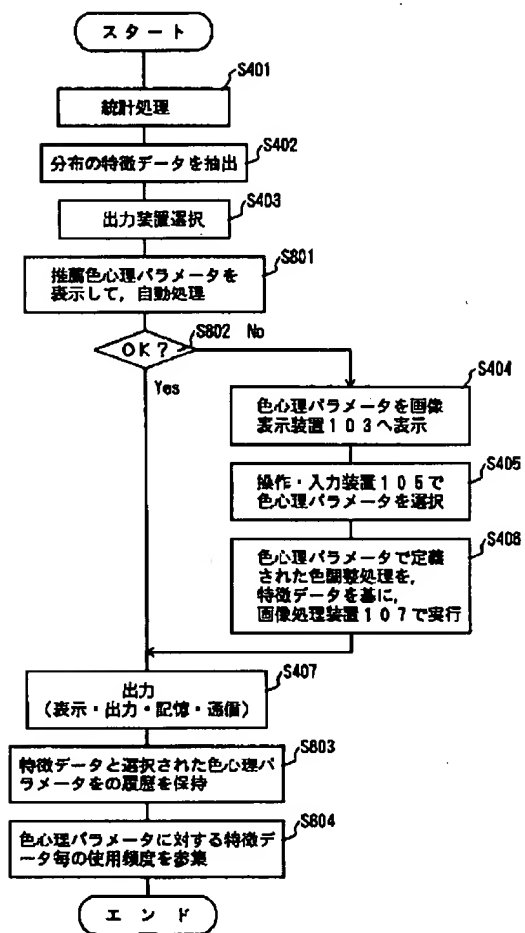 スタート
S401
統計処理
S402
分布の特徴データを抽出
S403
出力装置選択
S801
推薦色心理パラメータを
表示して，自動処理
S802 No
OK？
Yes
S404
色心理パラメータを画像
表示装置103へ表示
S405
操作・入力装置105で
色心理パラメータを選択
S406
色心理パラメータで定義
された色調整処理を，
特徴データを基に，
画像処理装置107で実行
S407
出力
（表示・出力・記憶・通信）
S803
特徴データと選択された色心理パ
ラメータをの履歴を保持
S804
色心理パラメータに対する特徴デ
ータ毎の使用頻度を参集
エンド